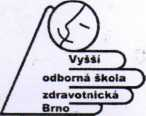 Vyšší
odborná škola
zdravotnická
Brno